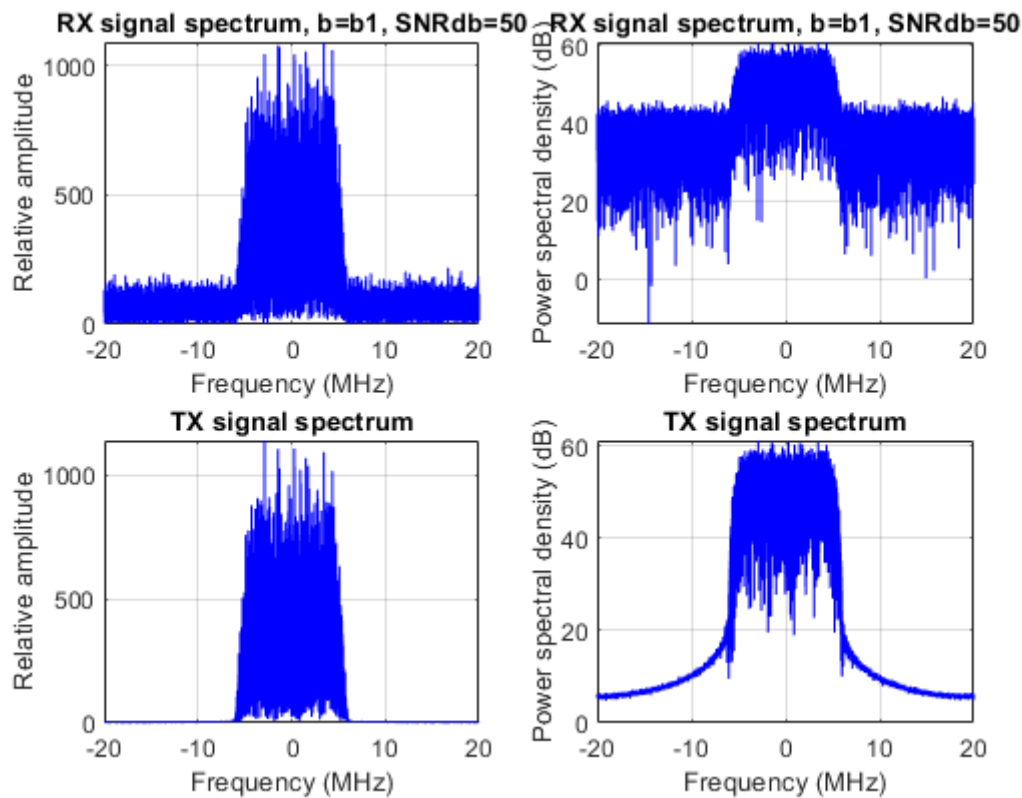 RX signal spectrum, b=b1, SNRdb=50
Relative amplitude
1000
500
0
-20
-10
0
10
20
Frequency (MHz)
RX signal spectrum, b=b1, SNRdb=50
Power spectral density (dB)
60
40
20
0
-20
-10
0
10
20
Frequency (MHz)
TX signal spectrum
Relative amplitude
1000
500
0
-20
-10
0
10
20
Frequency (MHz)
TX signal spectrum
Power spectral density (dB)
60
40
20
0
-20
-10
0
10
20
Frequency (MHz)